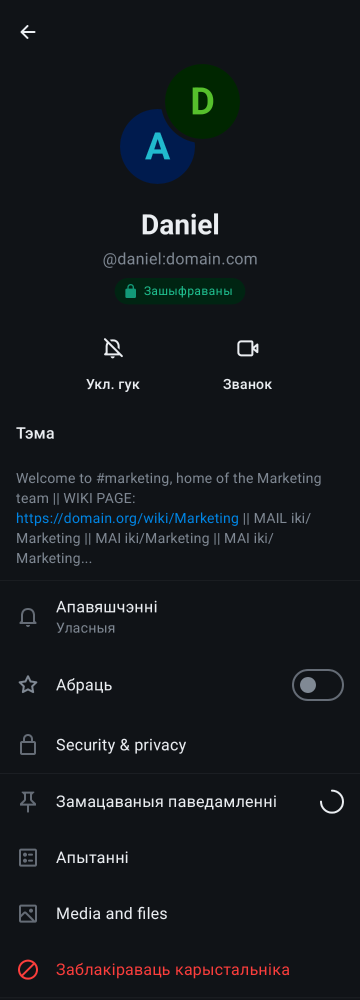 D
A
Daniel
@daniel:domain.com
Зашыфраваны
Укл. гук
Званок
Тэма
Welcome to #marketing, home of the Marketing
team || WIKI PAGE:
https://domain.org/wiki/Marketing || MAIL iki/
Marketing || MAI iki/Marketing || MAI iki/
Marketing...
Апавяшчэнні
Уласныя
Абраць
Security & privacy
Замацаваныя паведамленні
Апытанні
Media and files
Заблакіраваць карыстальніка